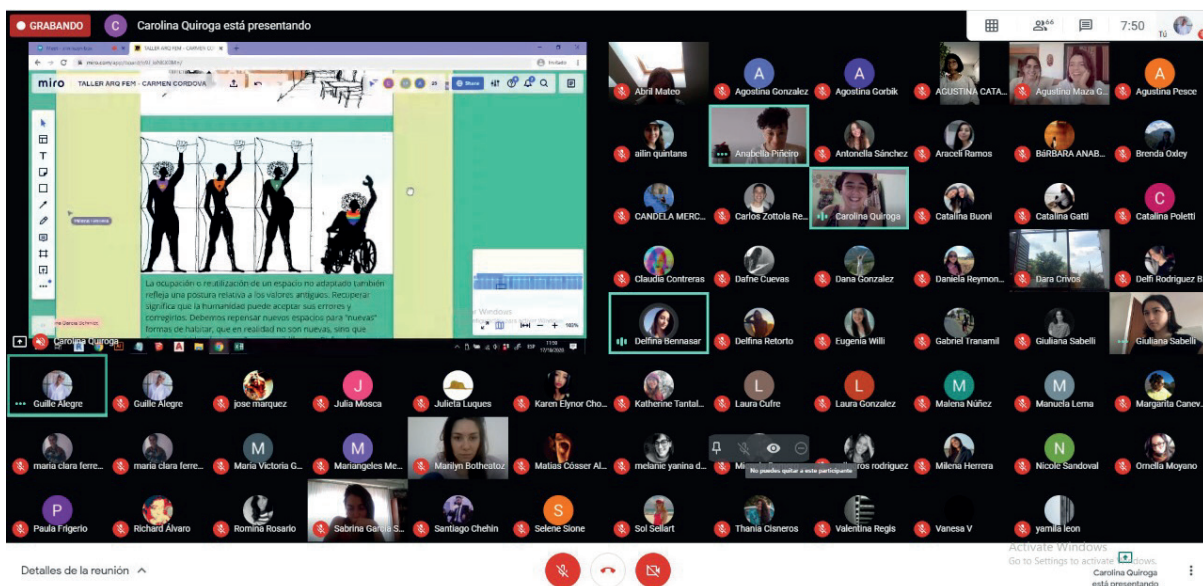 GRABANDO
C
Carolina Quiroga está presentando
66
7:50
Tú
TALLER ARQ FEM - CARMEN CO
Invitado
miro
TALLER ARQ FEM - CARMEN CORDOVA
Share
La ocupación o reutilización de un espacio no adaptado también
refleja una postura relativa a los valores antiguos. Recuperar
significa que la humanidad puede aceptar sus errores y
corregirlos. Debemos repensar nuevos espacios para "nuevas"
formas de habitar, que en realidad no son nuevas, sino que
Carolina Quiroga
Abril Mateo
A
Agostina Gonzalez
A
Agostina Gorbik
AGUSTINA CATA...
Agustina Maza G...
A
Agustina Pesce
ailin quintans
Anabella Piñeiro
Antonella Sánchez
Araceli Ramos
BáRBARA ANAB...
Brenda Oxley
CANDELA MERC...
Carlos Zottola Re...
Carolina Quiroga
Catalina Buoni
Catalina Gatti
C
Catalina Poletti
Claudia Contreras
Dafne Cuevas
Dana Gonzalez
Daniela Reymon...
Dara Crivos
Delfi Rodriguez B
Delfina Bennasar
Delfina Retorto
Eugenia Willi
Gabriel Tranamil
Giuliana Sabelli
Giuliana Sabelli
Guille Alegre
Guille Alegre
jose marquez
J
Julia Mosca
Julieta Luques
Karen Elynor Cho...
Katherine Tantal...
L
Laura Cufre
L
Laura Gonzalez
M
Malena Núñez
M
Manuela Lema
Margarita Canev...
maria clara ferre...
maria clara ferre...
M
Maria Victoria G...
M
Mariangeles Me...
Marilyn Botheatoz
Matias Cósser Al...
melanie yanina d...
No puedes quitar a este participante
rodriguez
Milena Herrera
N
Nicole Sandoval
Ornella Moyano
P
Paula Frigerio
Richard Alvaro
Romina Rosario
Sabrina Garcia S...
Santiago Chehin
S
Selene Slone
Sol Sellart
Thania Cisneros
Valentina Regis
Vanesa V
yamila leon
Detalles de la reunión
Activate Windows
Go to Settings to activate Windows.
Carolina Quiroga
está presentando